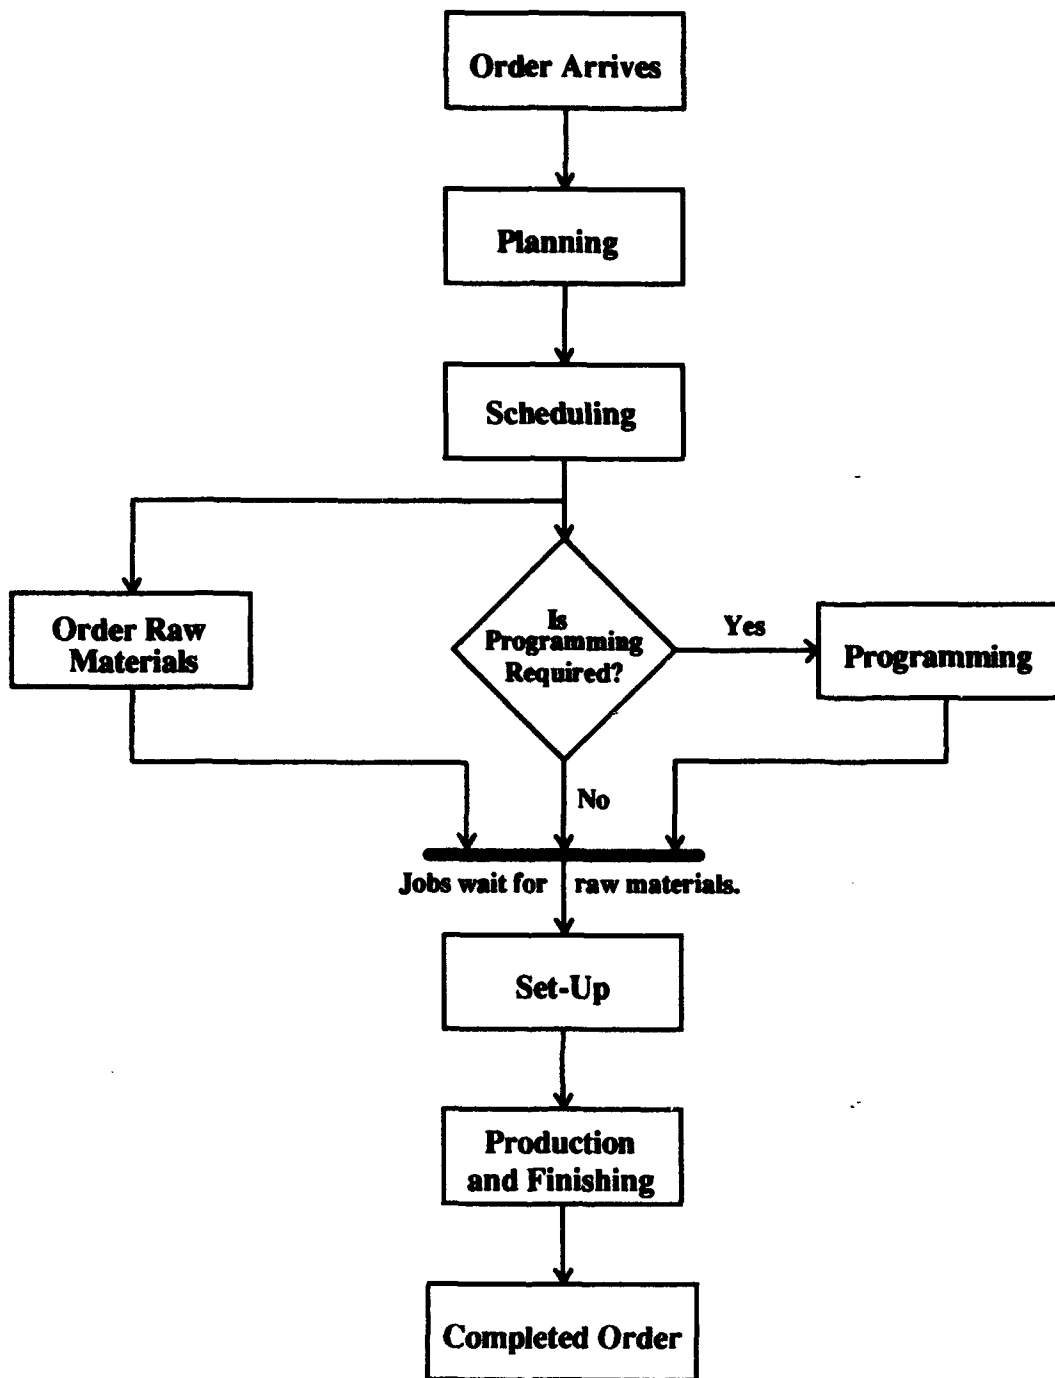 Order Arrives
Planning
Scheduling
Order Raw
Materials
Is
Programming
Required?
Yes
Programming
No
Jobs wait for raw materials.
Set-Up
Production
and Finishing
Completed Order